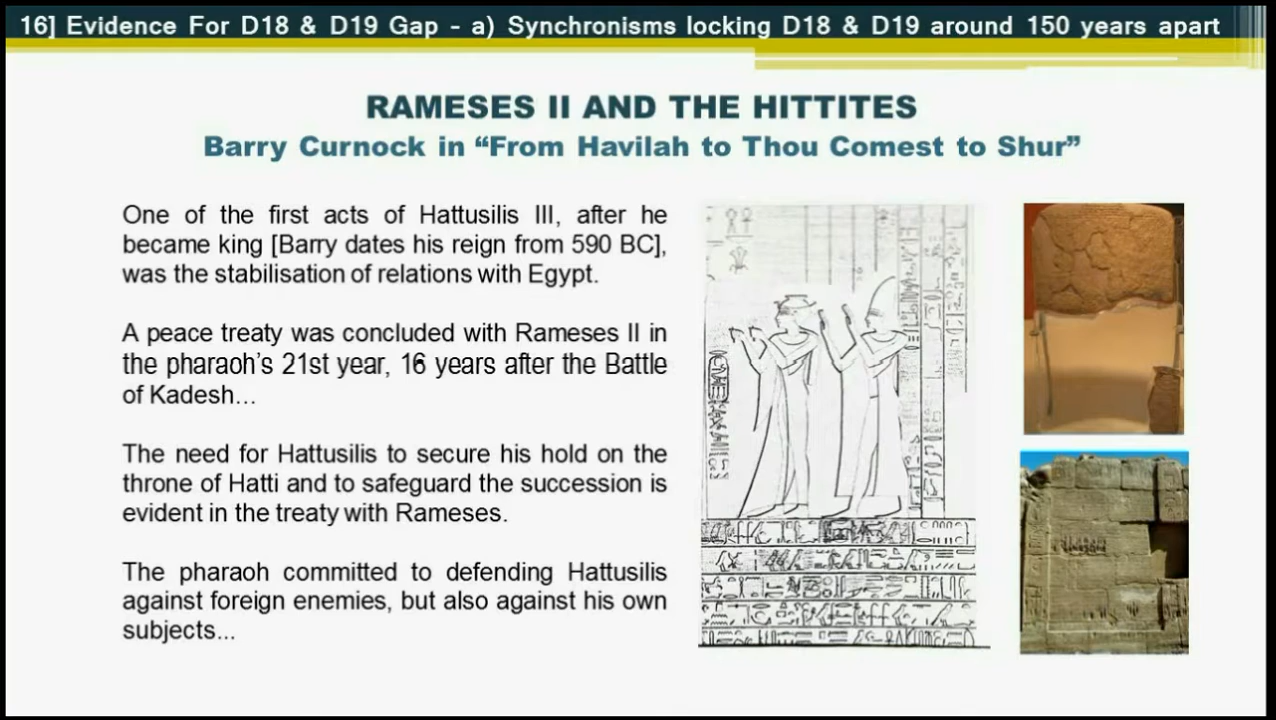 16] Evidence For D18 & D19 Gap - a) Synchronisms locking D18 & D19 around 150 years apart
RAMESES II AND THE HITTITES
Barry Curnock in “From Havilah to Thou Comest to Shur”
One of the first acts of Hattusilis III, after he
became king [Barry dates his reign from 590 BC],
was the stabilisation of relations with Egypt.
A peace treaty was concluded with Rameses II in
the pharaoh’s 21st year, 16 years after the Battle
of Kadesh...
The need for Hattusilis to secure his hold on the
throne of Hatti and to safeguard the succession is
evident in the treaty with Rameses.
The pharaoh committed to defending Hattusilis
against foreign enemies, but also against his own
subjects...